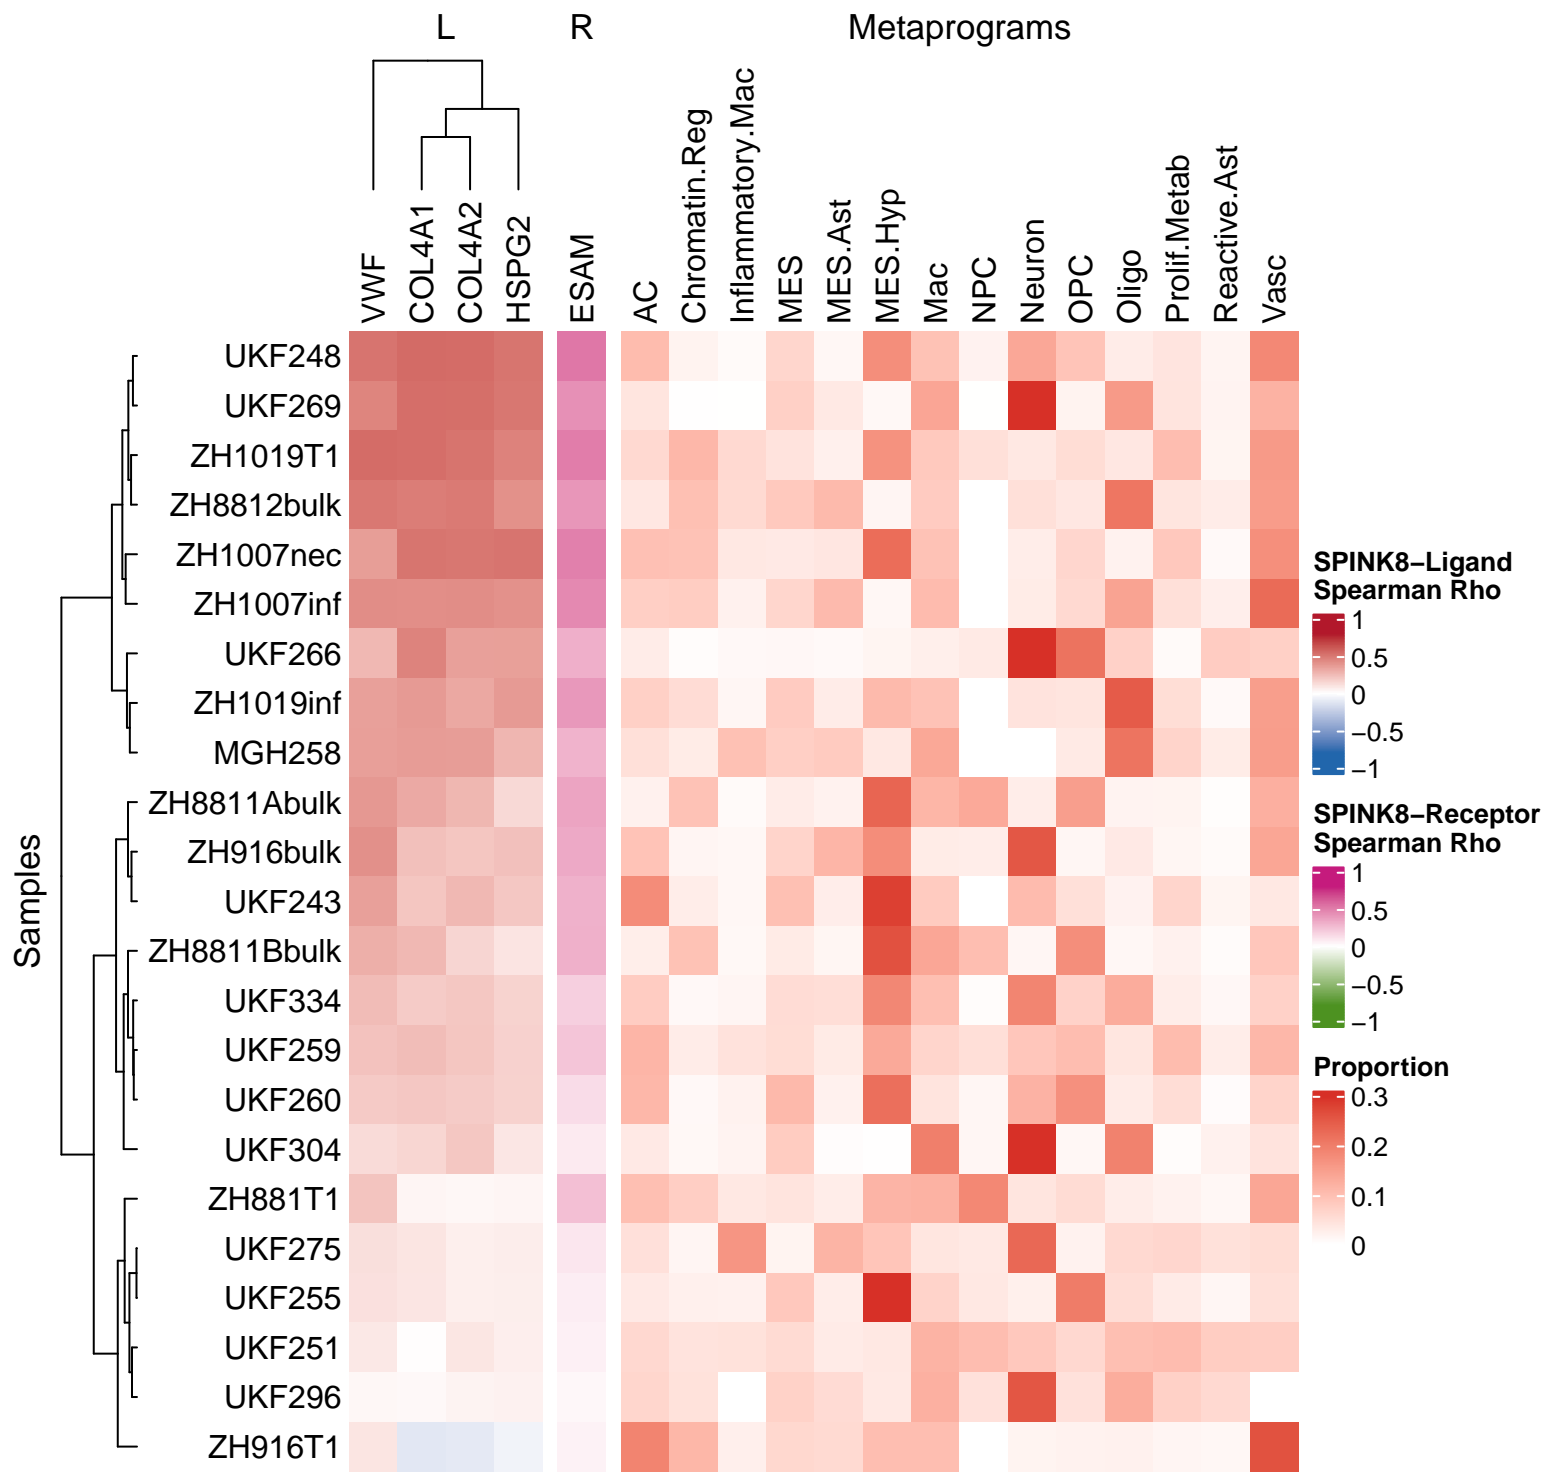 L
R
Metaprograms
VWF
COL4A1
COL4A2
HSPG2
ESAM
AC
Chromatin.Reg
Inflammatory.Mac
MES
MES.Ast
MES.Hyp
Mac
NPC
Neuron
OPC
Oligo
Prolif.Metab
Reactive.Ast
Vasc
Samples
UKF248
UKF269
ZH1019T1
ZH8812bulk
ZH1007nec
ZH1007inf
UKF266
ZH1019inf
MGH258
ZH8811Abulk
ZH916bulk
UKF243
ZH8811Bbulk
UKF334
UKF259
UKF260
UKF304
ZH881T1
UKF275
UKF255
UKF251
UKF296
ZH916T1
SPINK8−Ligand
Spearman Rho
1
0.5
0
−0.5
−1
SPINK8−Receptor
Spearman Rho
1
0.5
0
−0.5
−1
Proportion
0.3
0.2
0.1
0